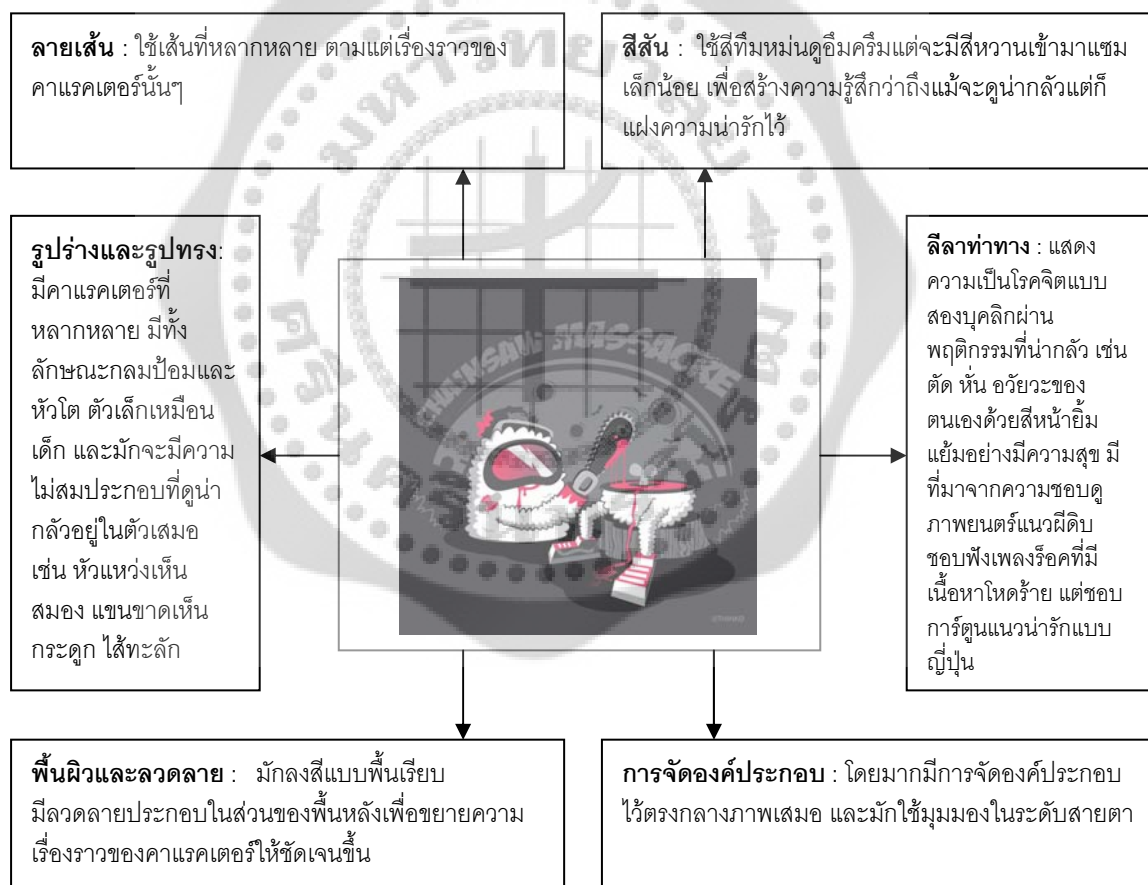 ลายเส้น : ใช้เส้นที่หลากหลาย ตามแต่เรื่องราวของ
คาแรคเตอร์นั้นๆ
สีสัน : ใช้สีทึมหม่นดูอึมครึมแต่จะมีสีหวานเข้ามาแซม
เล็กน้อย เพื่อสร้างความรู้สึกว่าถึงแม้จะดูน่ากลัวแต่ก็
แฝงความน่ารักไว้
รูปร่างและรูปทรง:
มีคาแรคเตอร์ที่
หลากหลาย มีทั้ง
ลักษณะกลมป้อมและ
หัวโต ตัวเล็กเหมือน
เด็ก และมักจะมีความ
ไม่สมประกอบที่ดูน่า
กลัวอยู่ในตัวเสมอ
เช่น หัวแหว่งเห็น
สมอง แขนขาดเห็น
กระดูก ไส้ทะลัก
MASSACRE
ลีลาท่าทาง : แสดง
ความเป็นโรคจิตแบบ
สองบุคลิกผ่าน
พฤติกรรมที่น่ากลัว เช่น
ตัด หั่น อวัยวะของ
ตนเองด้วยสีหน้ายิ้ม
แย้มอย่างมีความสุข มี
ที่มาจากความชอบดู
ภาพยนตร์แนวผีดิบ
ชอบฟังเพลงร็อคที่มี
เนื้อหาโหดร้าย แต่ชอบ
การ์ตูนแนวน่ารักแบบ
ญี่ปุ่น
พื้นผิวและลวดลาย : มักลงสีแบบพื้นเรียบ
มีลวดลายประกอบในส่วนของพื้นหลังเพื่อขยายความ
เรื่องราวของคาแรคเตอร์ให้ชัดเจนขึ้น
การจัดองค์ประกอบ : โดยมากมีการจัดองค์ประกอบ
ไว้ตรงกลางภาพเสมอ และมักใช้มุมมองในระดับสายตา